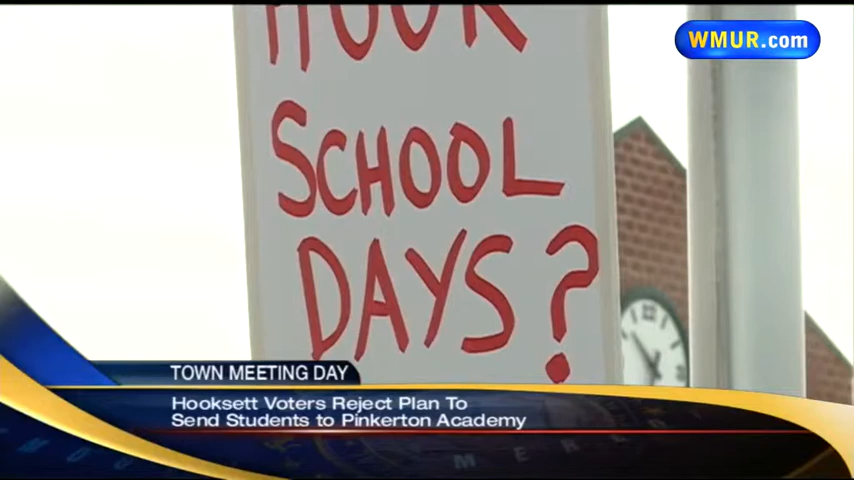 WMUR.com
SCHOOL
DAYS?
TOWN MEETING DAY
Hooksett Voters Reject Plan To
Send Students to Pinkerton Academy